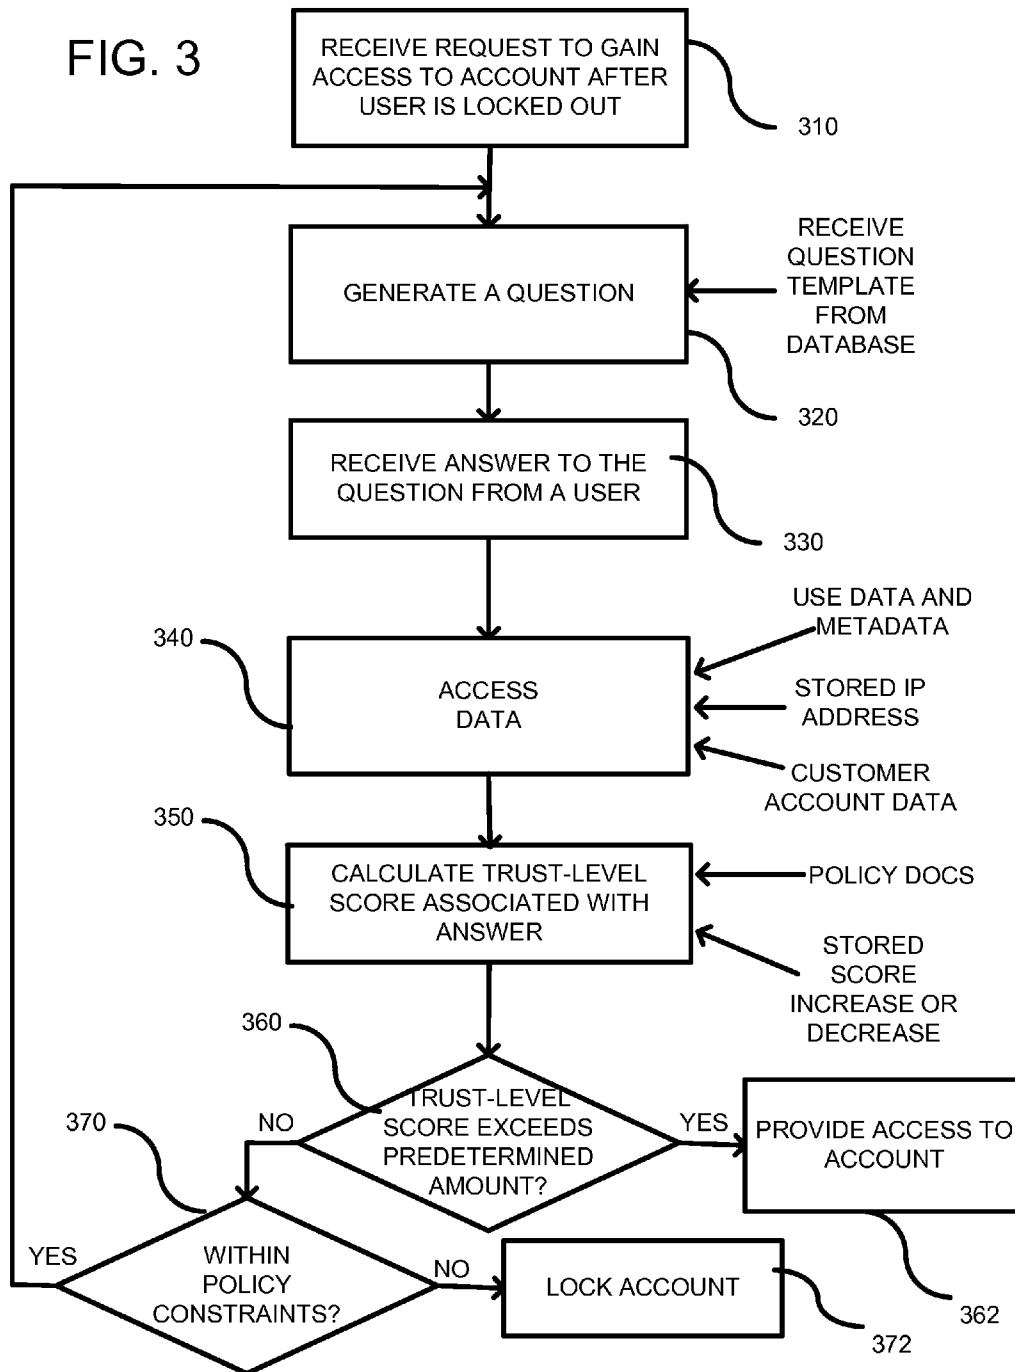 FIG. 3
RECEIVE REQUEST TO GAIN
ACCESS TO ACCOUNT AFTER
USER IS LOCKED OUT
310
GENERATE A QUESTION
RECEIVE
QUESTION
TEMPLATE
FROM
DATABASE
320
RECEIVE ANSWER TO THE
QUESTION FROM A USER
330
340
ACCESS
DATA
USE DATA AND
METADATA
STORED IP
ADDRESS
CUSTOMER
ACCOUNT DATA
350
CALCULATE TRUST-LEVEL
SCORE ASSOCIATED WITH
ANSWER
POLICY DOCS
STORED
SCORE
INCREASE OR
DECREASE
360
TRUST-LEVEL
SCORE EXCEEDS
PREDETERMINED
AMOUNT?
NO
YES
PROVIDE ACCESS TO
ACCOUNT
362
370
WITHIN
POLICY
CONSTRAINTS?
YES
NO
LOCK ACCOUNT
372